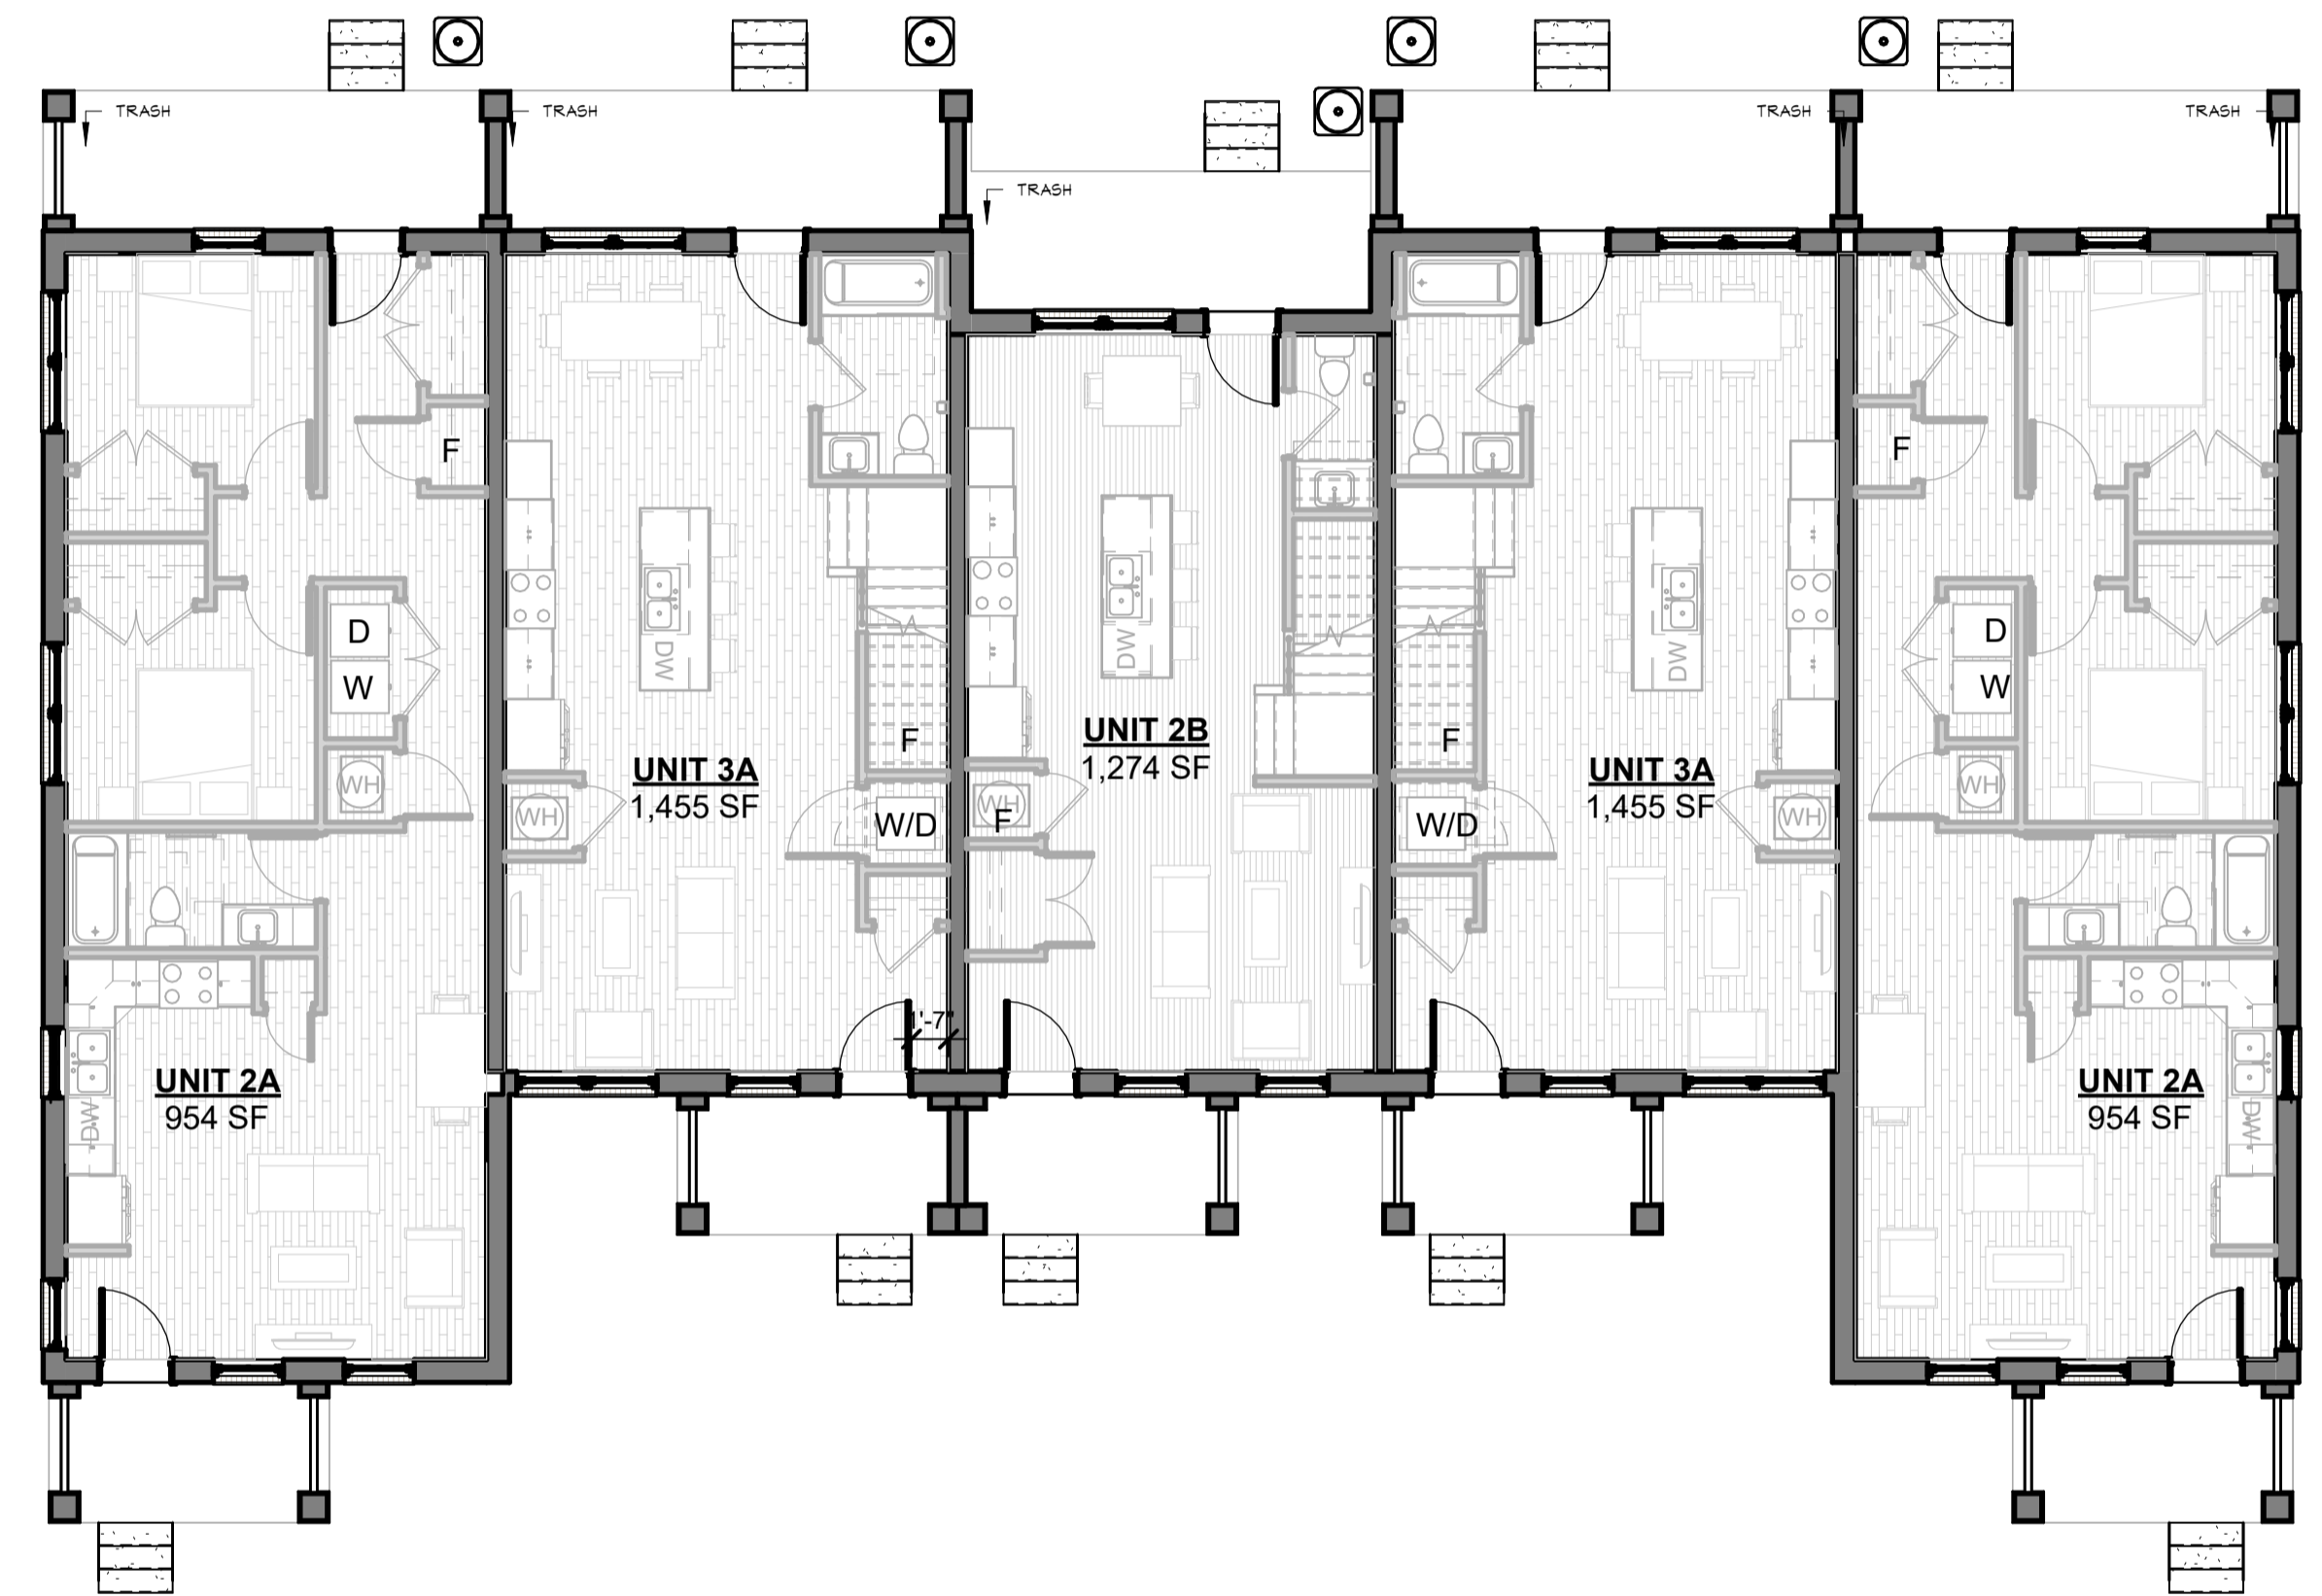 TRASH
TRASH
TRASH
TRASH
TRASH
F
F
D
W
D
W
UNIT 2B
1,274 SF
F
F
UNIT 3A
1,455 SF
UNIT 3A
1,455 SF
DW
DW
DW
WH
WH
WH
WH
WH
F
W/D
W/D
1'-7"
UNIT 2A
954 SF
UNIT 2A
954 SF
DW
DW